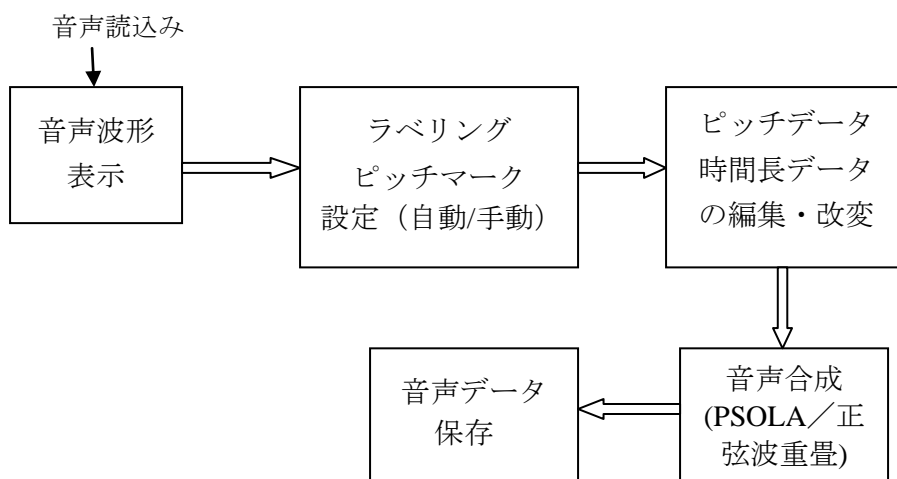 音声読込み
音声波形
表示
ラベリング
ピッチマーク
設定（自動/手動）
ピッチデータ
時間長データ
の編集・改変
音声合成
(PSOLA／正
弦波重畳)
音声データ
保存